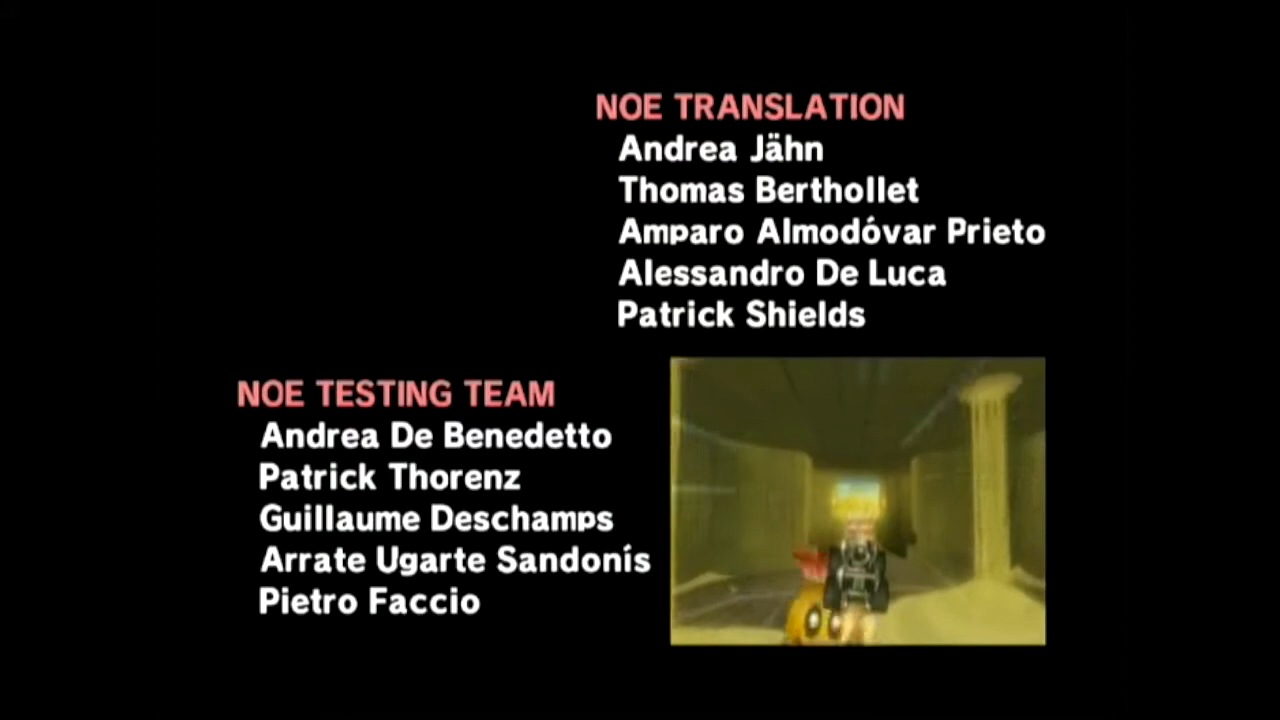 NOE TRANSLATION
Andrea Jähn
Thomas Berthollet
Amparo Almodóvar Prieto
Alessandro De Luca
Patrick Shields
NOE TESTING TEAM
Andrea De Benedetto
Patrick Thorenz
Guillaume Deschamps
Arrate Ugarte Sandonís
Pietro Faccio